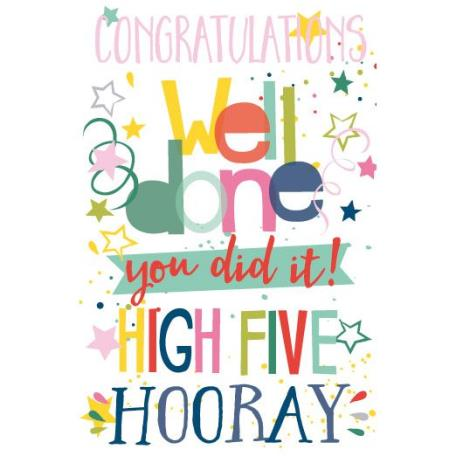 CONGRATULATIONS
Well
done
you did it!
HIGH FIVE
HOORAY